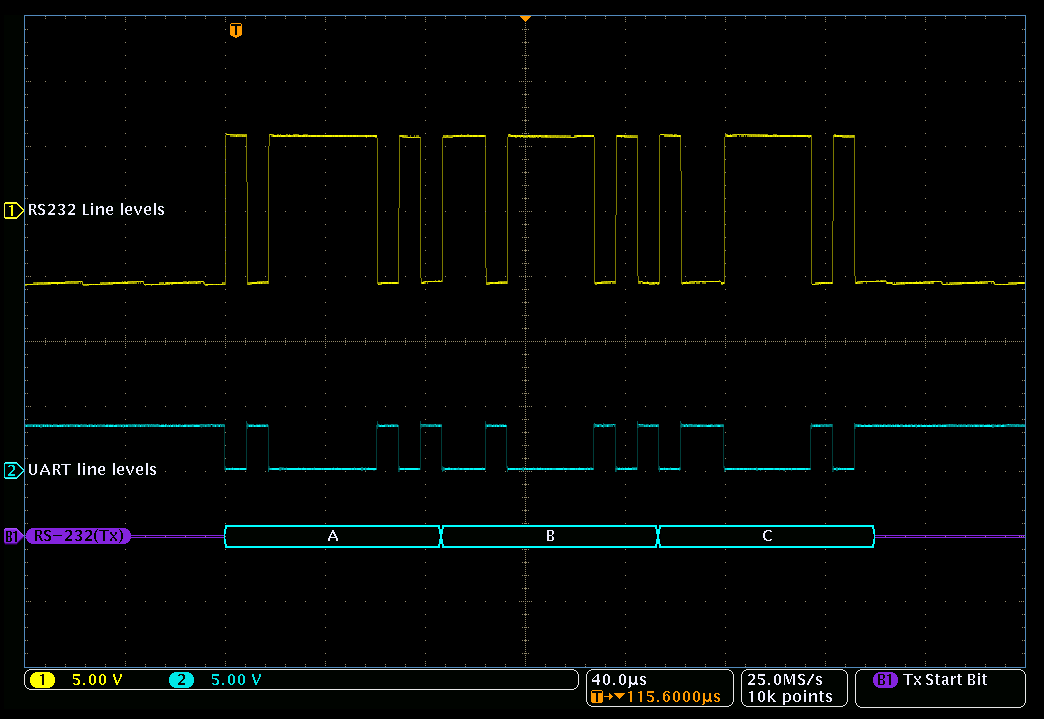 T
1 RS232 Line levels
2 UART line levels
B1 RS-232(Tx) A B C
1 5.00 V 2 5.00 V
40.0µs
T→▼115.6000µs
25.0MS/s
10k points
B1 Tx Start Bit